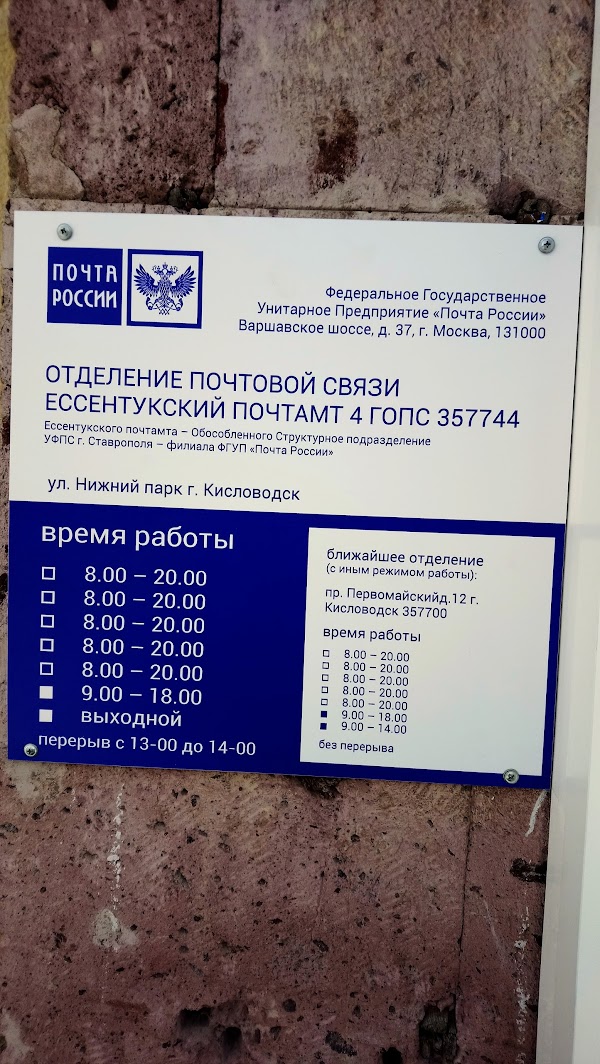 ПОЧТА
РОССИИ
Федеральное Государственное
Унитарное Предприятие «Почта России»
Варшавское шоссе, д. 37, г. Москва, 131000
ОТДЕЛЕНИЕ ПОЧТОВОЙ СВЯЗИ
ЕССЕНТУКСКИЙ ПОЧТАМТ 4 ГОПС 357744
Ессентукского почтамта – Обособленного Структурное подразделение
УФПС г. Ставрополя – филиала ФГУП «Почта России»
ул. Нижний парк г. Кисловодск
время работы
8.00 – 20.00
8.00 – 20.00
8.00 – 20.00
8.00 – 20.00
8.00 – 20.00
9.00 – 18.00
выходной
перерыв с 13-00 до 14-00
ближайшее отделение
(с иным режимом работы):
пр. Первомайскийд.12 г.
Кисловодск 357700
время работы
8.00 – 20.00
8.00 – 20.00
8.00 – 20.00
8.00 – 20.00
8.00 – 20.00
9.00 – 18.00
9.00 – 14.00
без перерыва